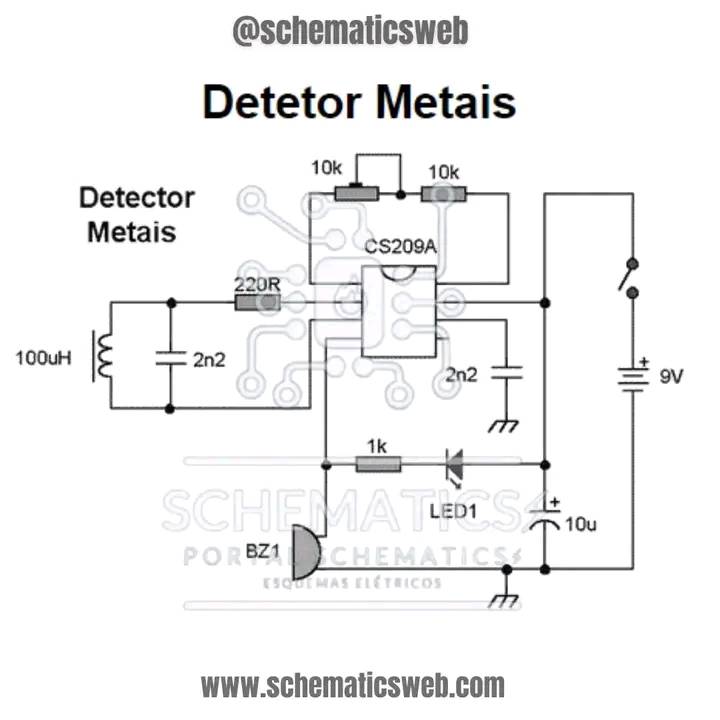 @schematicsweb
Detetor Metais
10k
10k
Detector
Metais
CS209A
220R
100uH
2n2
2n2
+
9V
1k
LED1
+
10u
SCHEMATICS
BZ1
PORTAL SCHEMATICS
ESQUEMAS ELÉTRICOS
www.schematicsweb.com